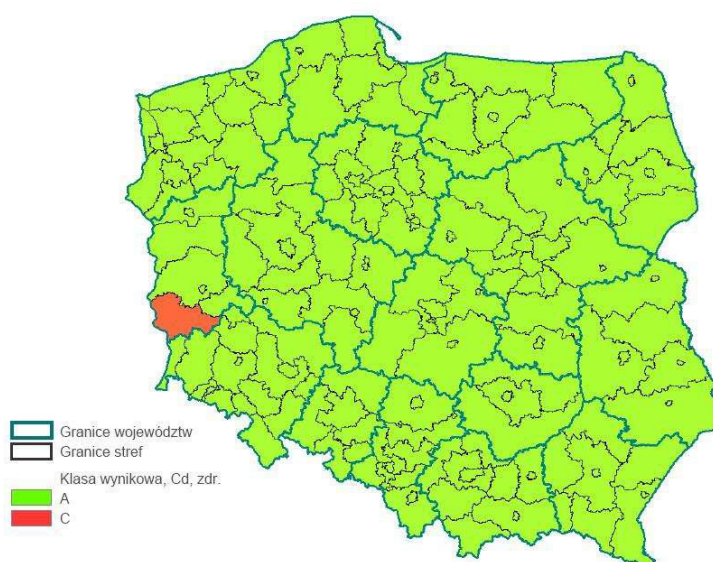 Granice województw
Granice stref
Klasa wynikowa, Cd, zdr.
A
C